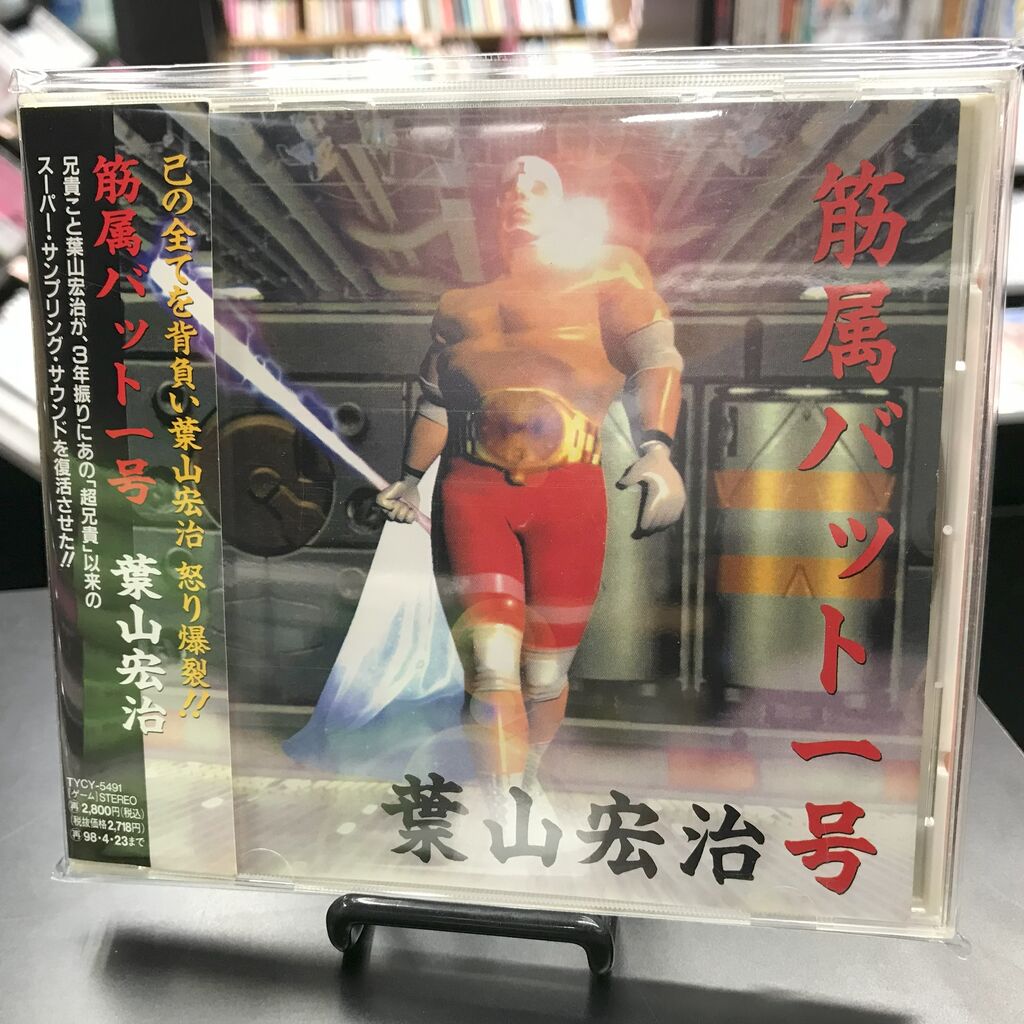 己の全てを背負い葉山宏治 怒り爆裂!!
筋属バット一号 葉山宏治
兄貴こと葉山宏治が、3年振りにあの「超兄貴」以来の
スーパー・サンプリング・サウンドを復活させた!!
TYCY-5491
[ゲーム] STEREO
再 2,800円(税込)
(税抜価格2,718円)
再 98・4・23まで
筋属バット一号
葉山宏治